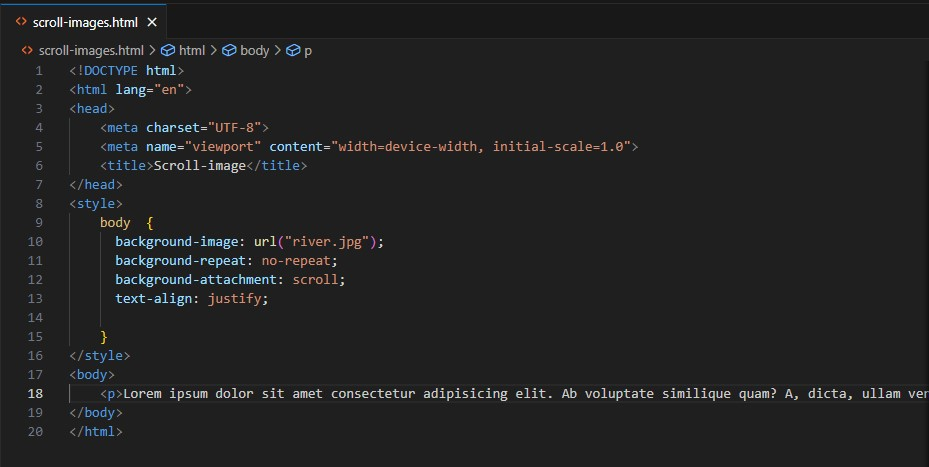 scroll-images.html
scroll-images.html > html > body > p
1 <!DOCTYPE html>
2 <html lang="en">
3 <head>
4     <meta charset="UTF-8">
5     <meta name="viewport" content="width=device-width, initial-scale=1.0">
6     <title>Scroll-image</title>
7 </head>
8 <style>
9     body  {
10       background-image: url("river.jpg");
11       background-repeat: no-repeat;
12       background-attachment: scroll;
13       text-align: justify;
14
15     }
16 </style>
17 <body>
18     <p>Lorem ipsum dolor sit amet consectetur adipisicing elit. Ab voluptate similique quam? A, dicta, ullam
19 </body>
20 </html>